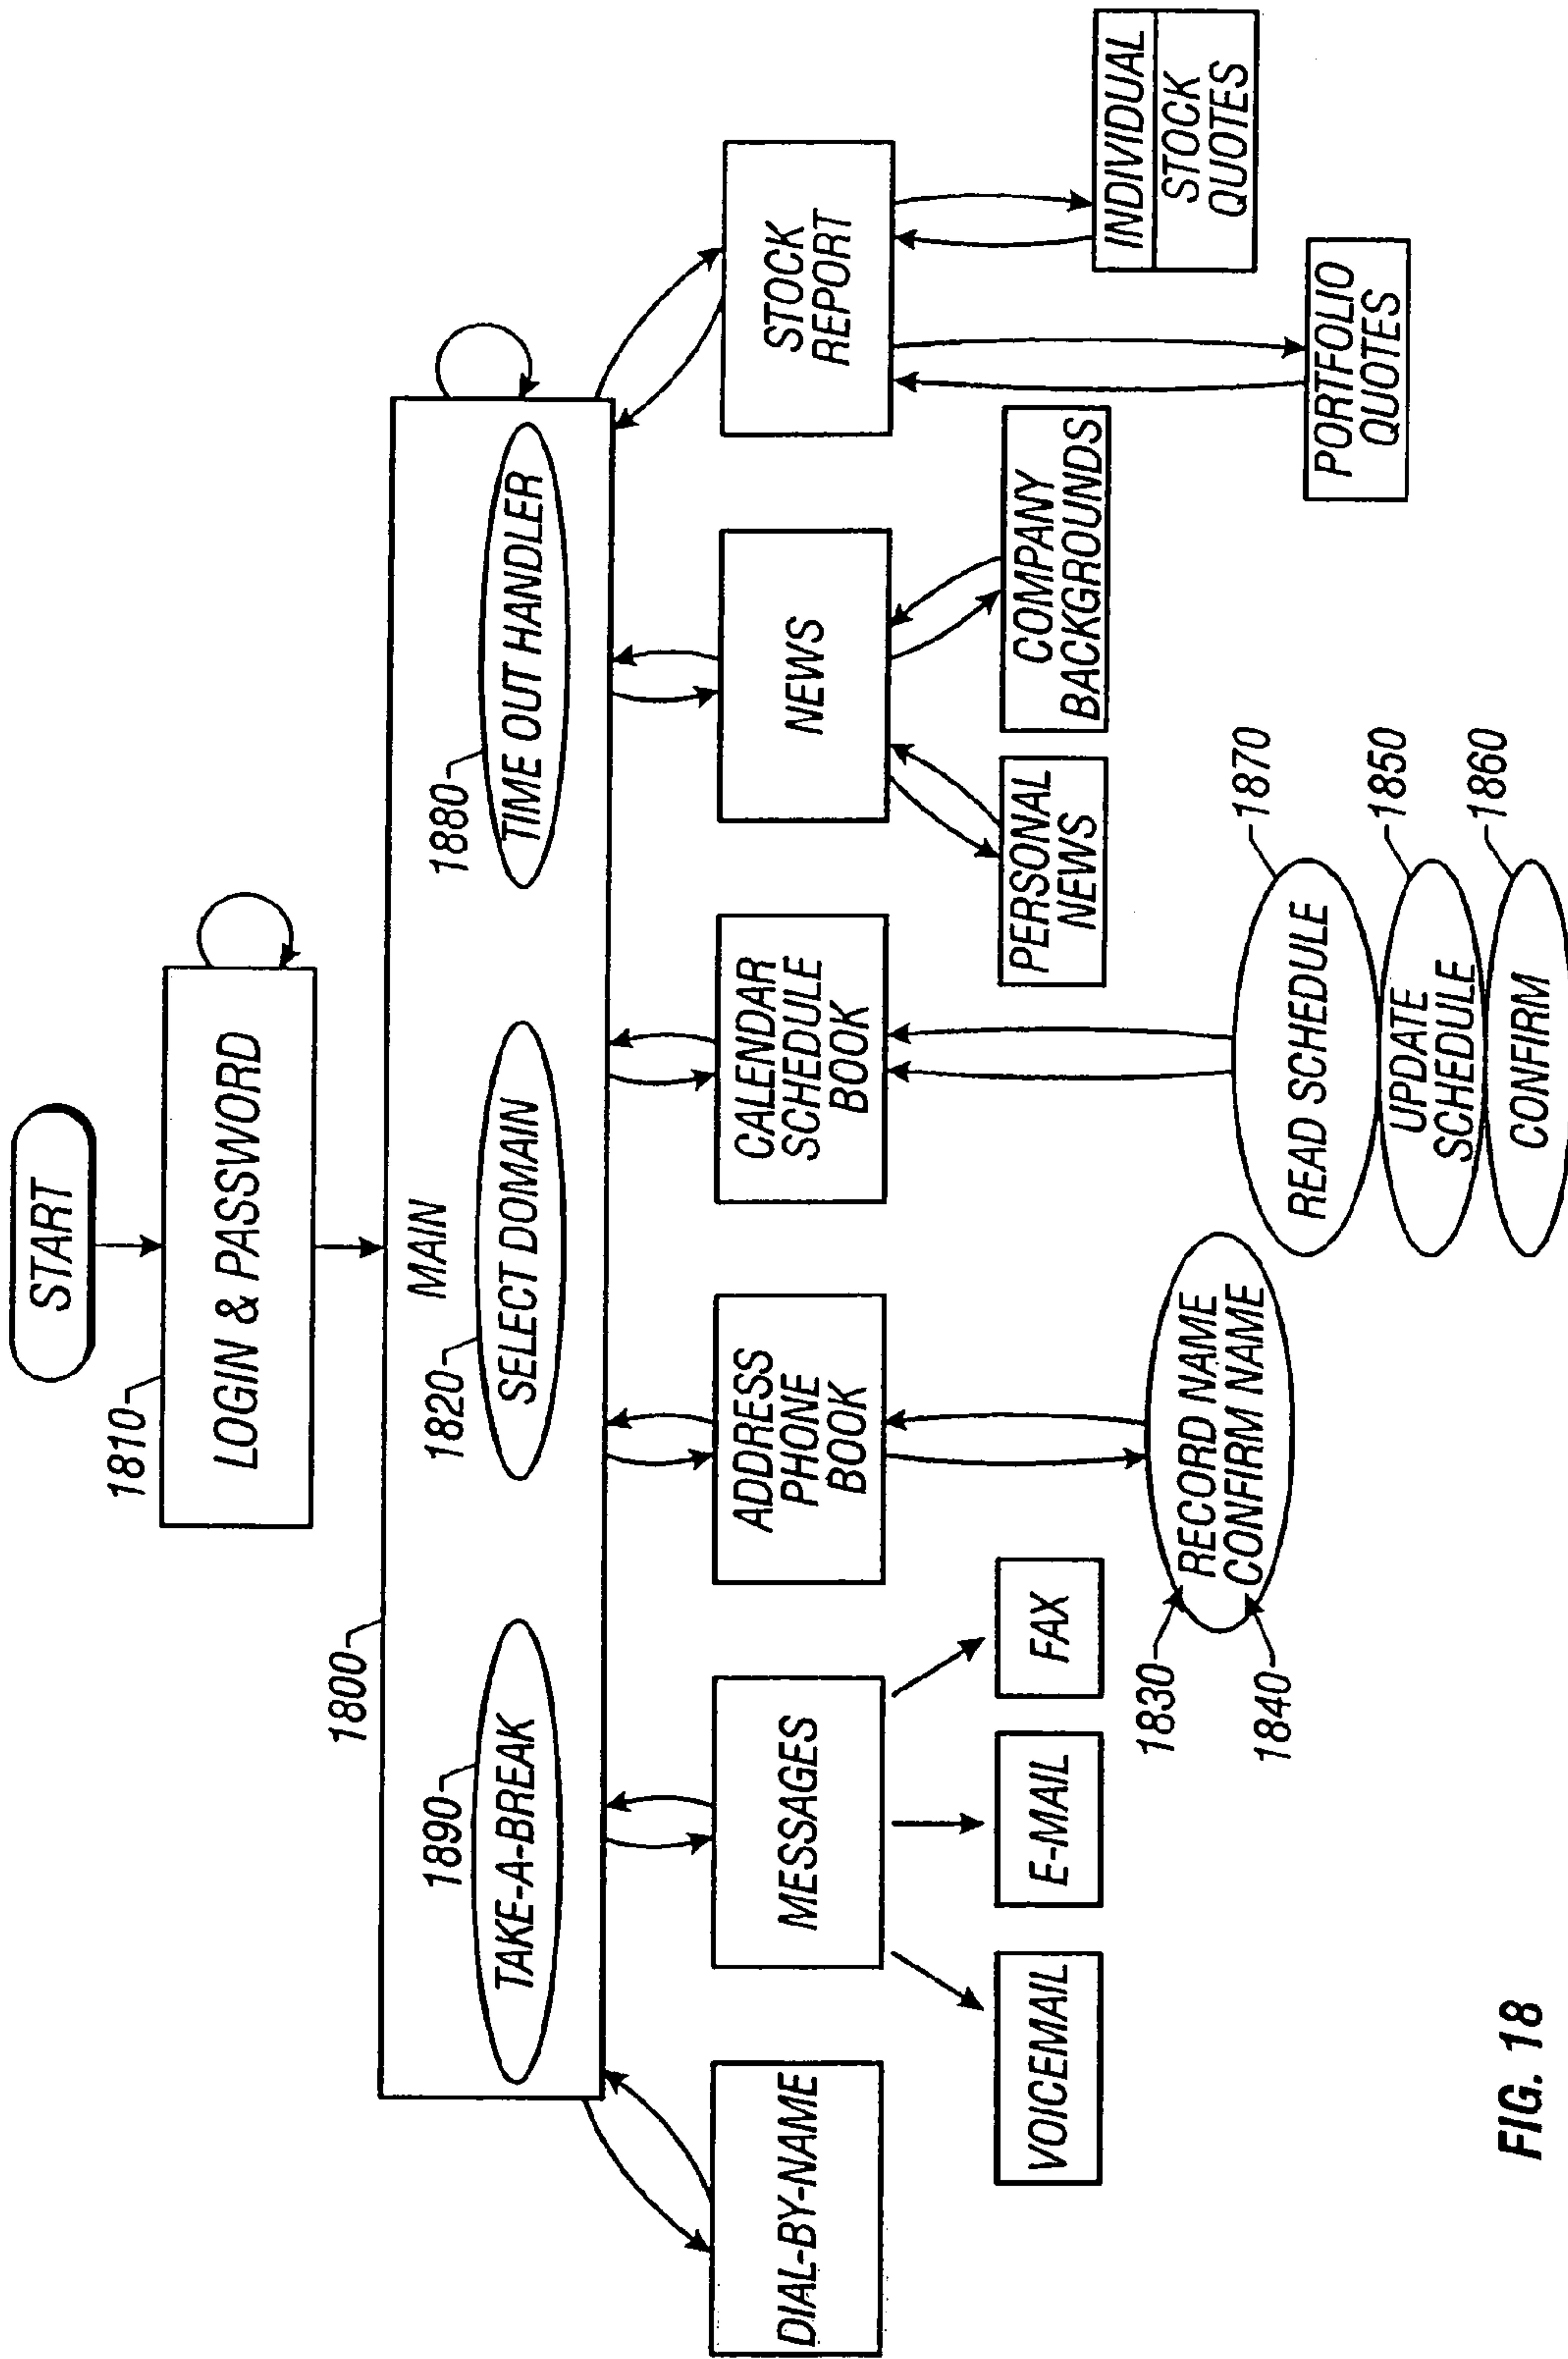 START
1810
LOGIN & PASSWORD
1800
MAIN
1890
TAKE-A-BREAK
1820
SELECT DOMAIN
1880
TIME OUT HANDLER
DIAL-BY-NAME
MESSAGES
ADDRESS
PHONE
BOOK
CALENDAR
SCHEDULE
BOOK
NEWS
STOCK
REPORT
VOICEMAIL
E-MAIL
FAX
1830
RECORD NAME
CONFIRM NAME
1840
READ SCHEDULE
1870
UPDATE
SCHEDULE
1850
CONFIRM
1860
PERSONAL
NEWS
COMPANY
BACKGROUNDS
PORTFOLIO
QUOTES
INDIVIDUAL
STOCK
QUOTES
FIG. 18